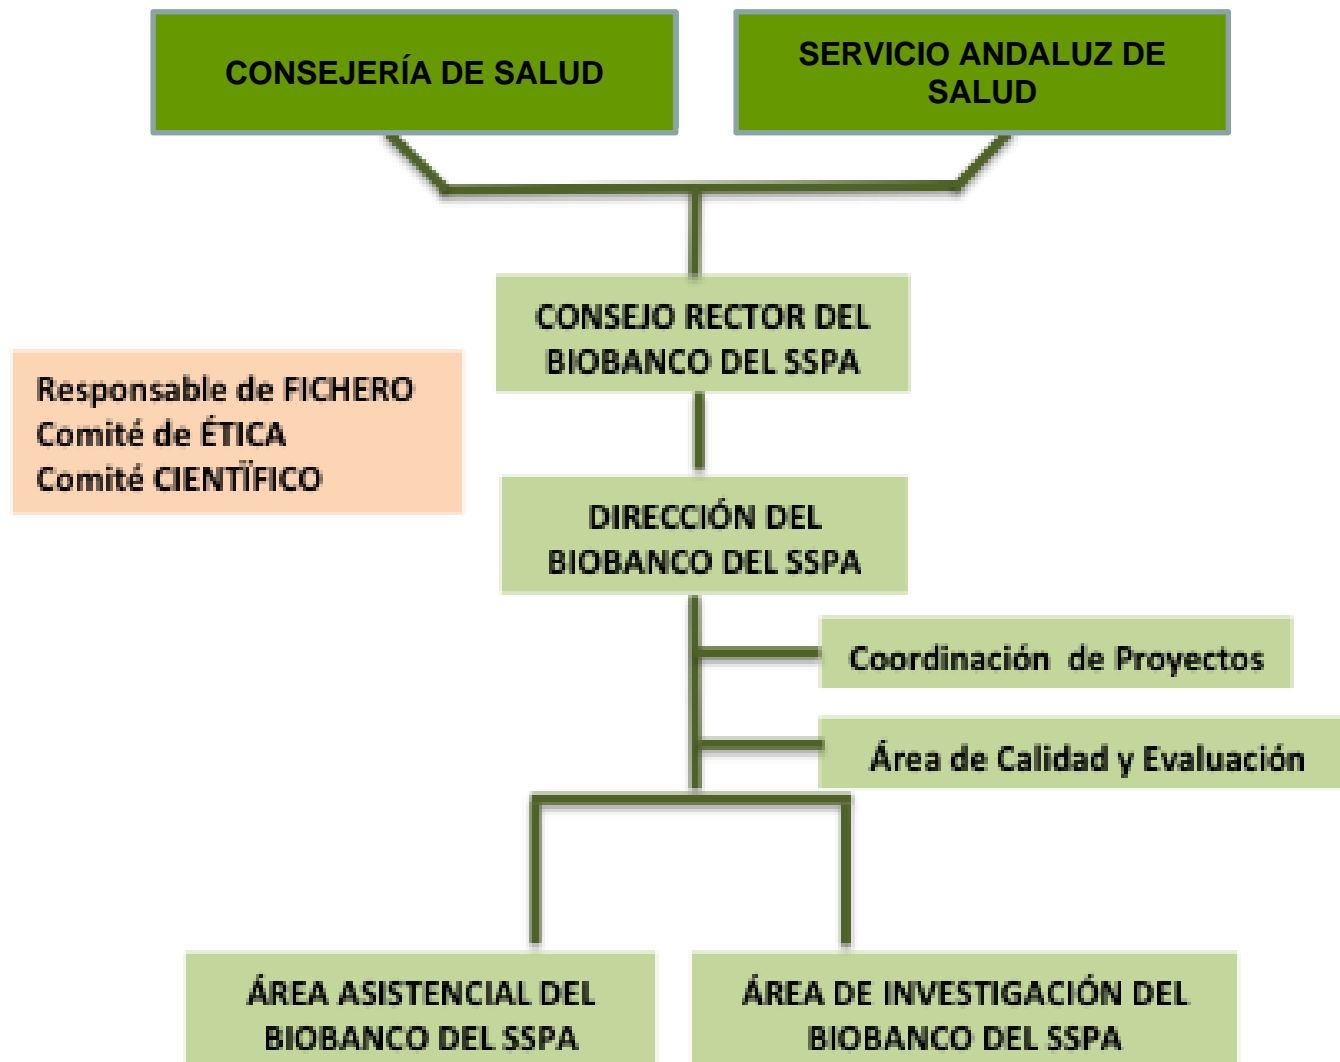 CONSEJERÍA DE SALUD
SERVICIO ANDALUZ DE
SALUD
CONSEJO RECTOR DEL
BIOBANCO DEL SSPA
Responsable de FICHERO
Comité de ÉTICA
Comité CIENTÏFICO
DIRECCIÓN DEL
BIOBANCO DEL SSPA
Coordinación de Proyectos
Área de Calidad y Evaluación
ÁREA ASISTENCIAL DEL
BIOBANCO DEL SSPA
ÁREA DE INVESTIGACIÓN DEL
BIOBANCO DEL SSPA